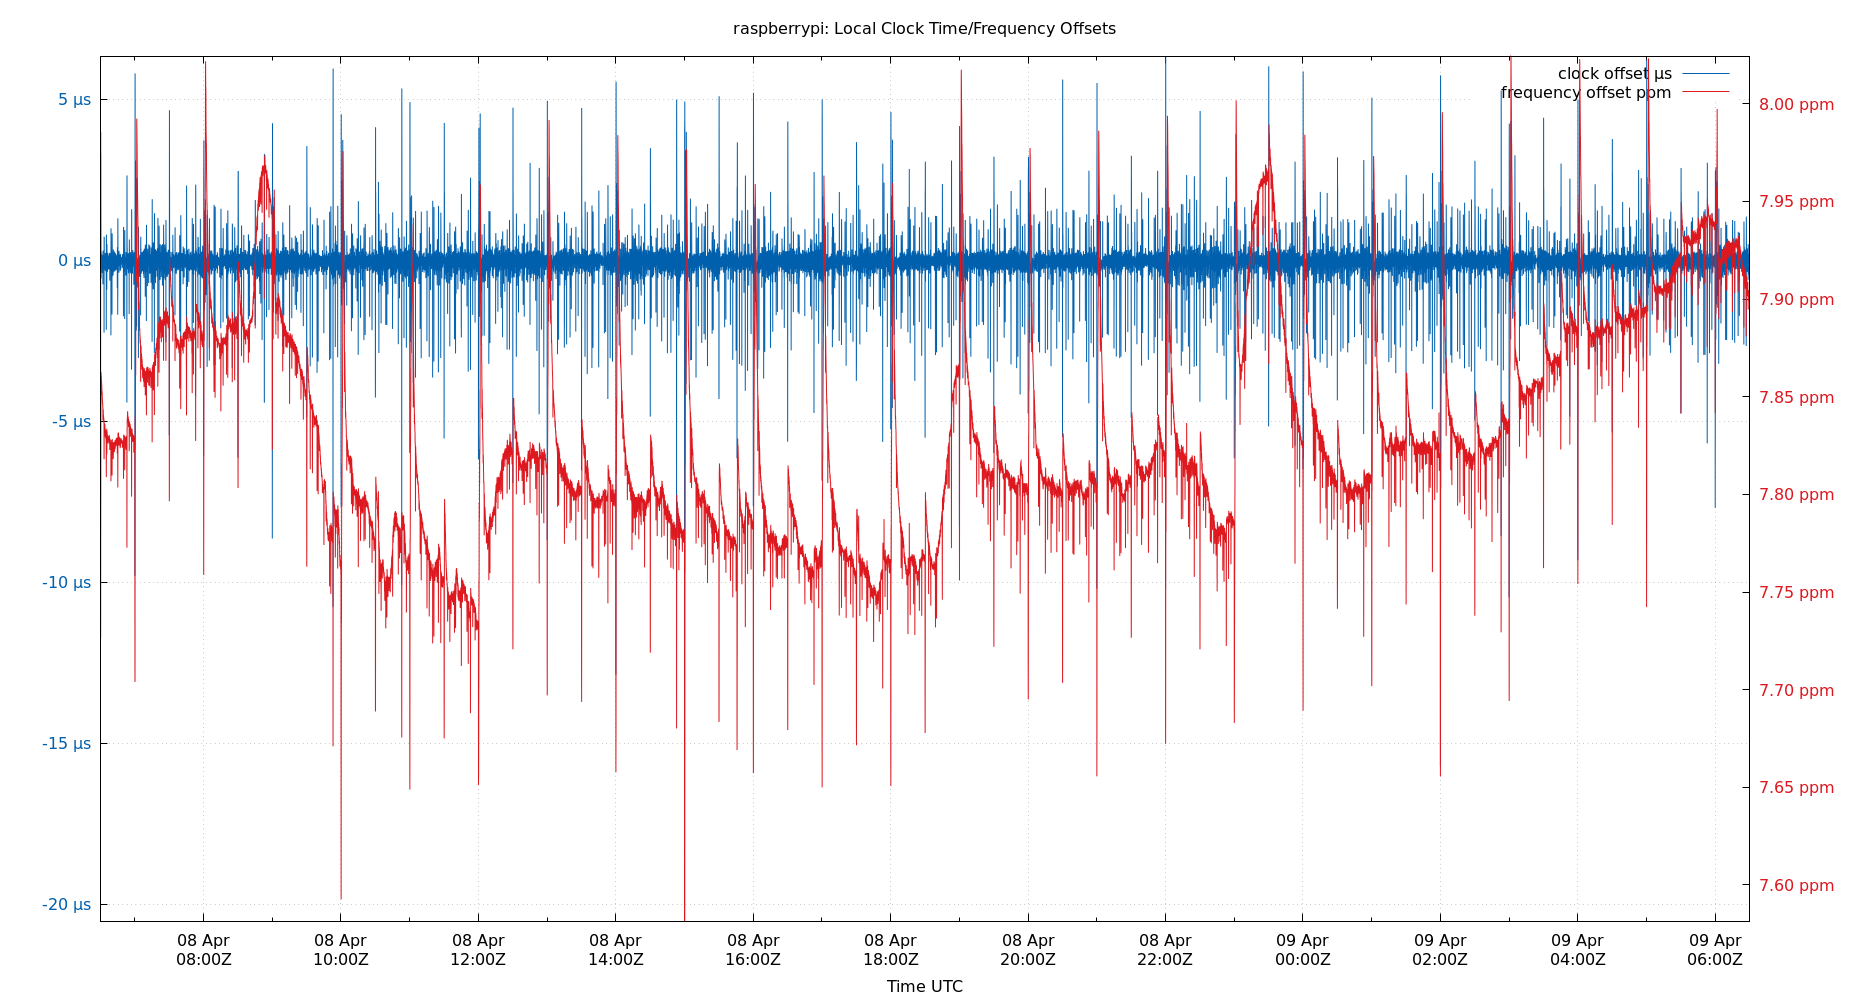 raspberrypi: Local Clock Time/Frequency Offsets
clock offset µs
frequency offset ppm
5 µs
0 µs
-5 µs
-10 µs
-15 µs
-20 µs
8.00 ppm
7.95 ppm
7.90 ppm
7.85 ppm
7.80 ppm
7.75 ppm
7.70 ppm
7.65 ppm
7.60 ppm
08 Apr 08 Apr 08 Apr 08 Apr 08 Apr 08 Apr 08 Apr 08 Apr 09 Apr 09 Apr 09 Apr 09 Apr
08:00Z 10:00Z 12:00Z 14:00Z 16:00Z 18:00Z 20:00Z 22:00Z 00:00Z 02:00Z 04:00Z 06:00Z
Time UTC